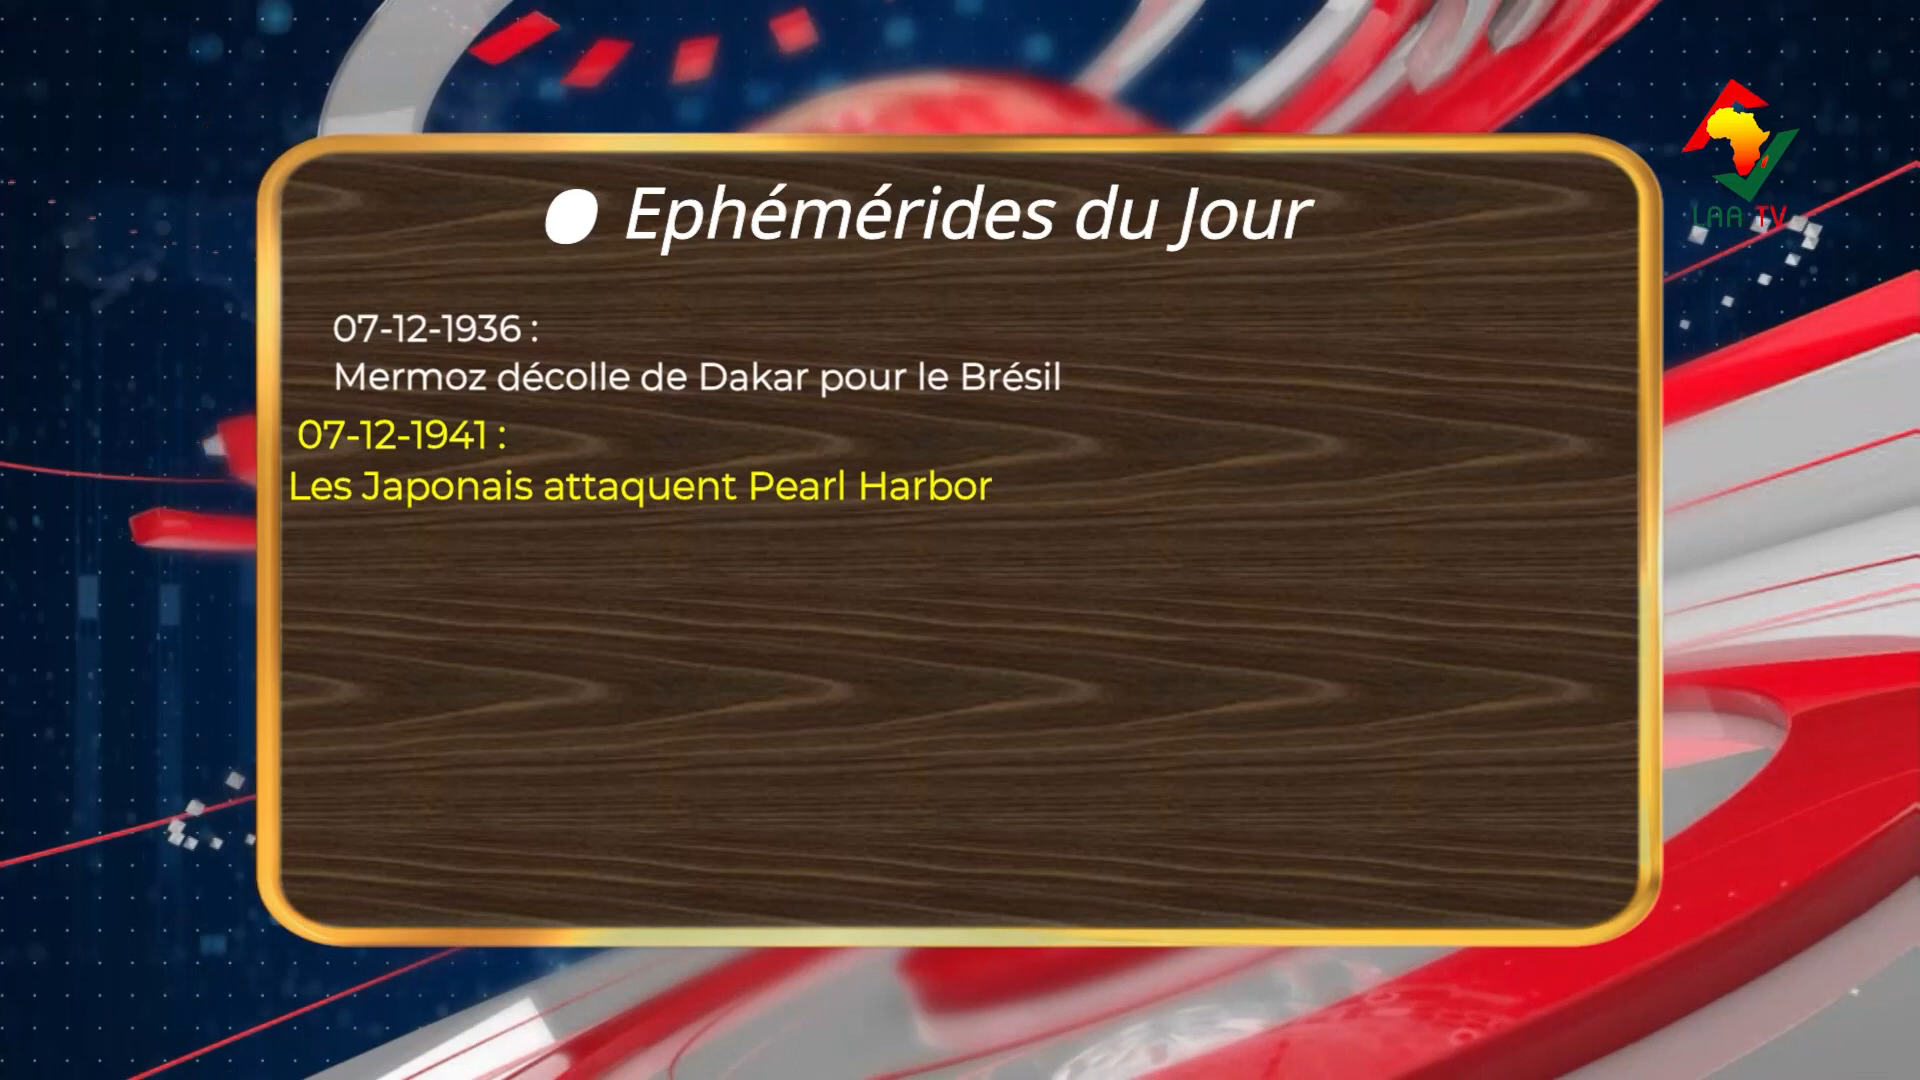 ● Ephémérides du Jour
LAA TV
07-12-1936 :
Mermoz décolle de Dakar pour le Brésil
07-12-1941 :
Les Japonais attaquent Pearl Harbor